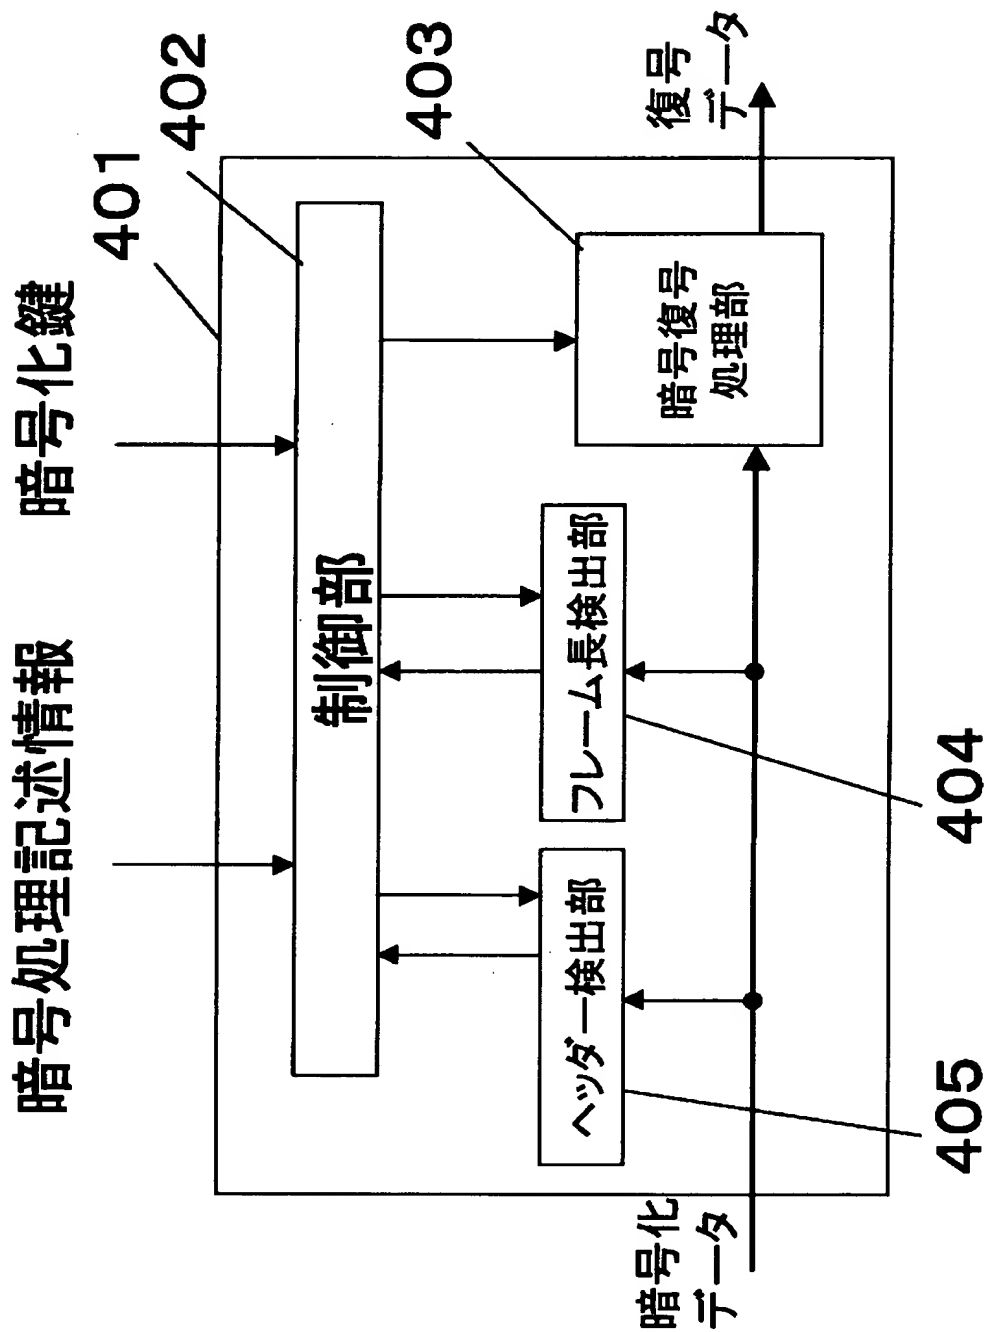 暗号処理記述情報
暗号化鍵
401
402
制御部
403
ヘッダー検出部
フレーム長検出部
暗号復号
処理部
復号
データ
暗号化
データ
405
404